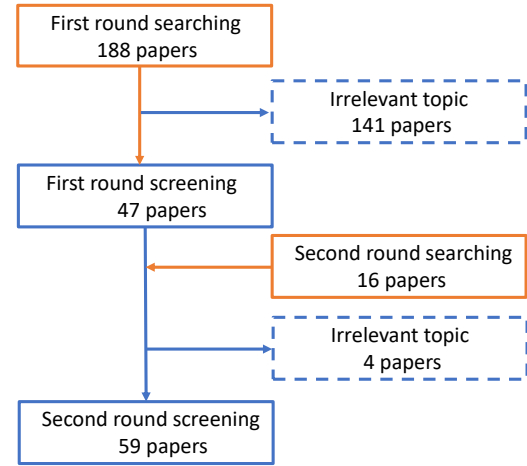 First round searching
188 papers
Irrelevant topic
141 papers
First round screening
47 papers
Second round searching
16 papers
Irrelevant topic
4 papers
Second round screening
59 papers